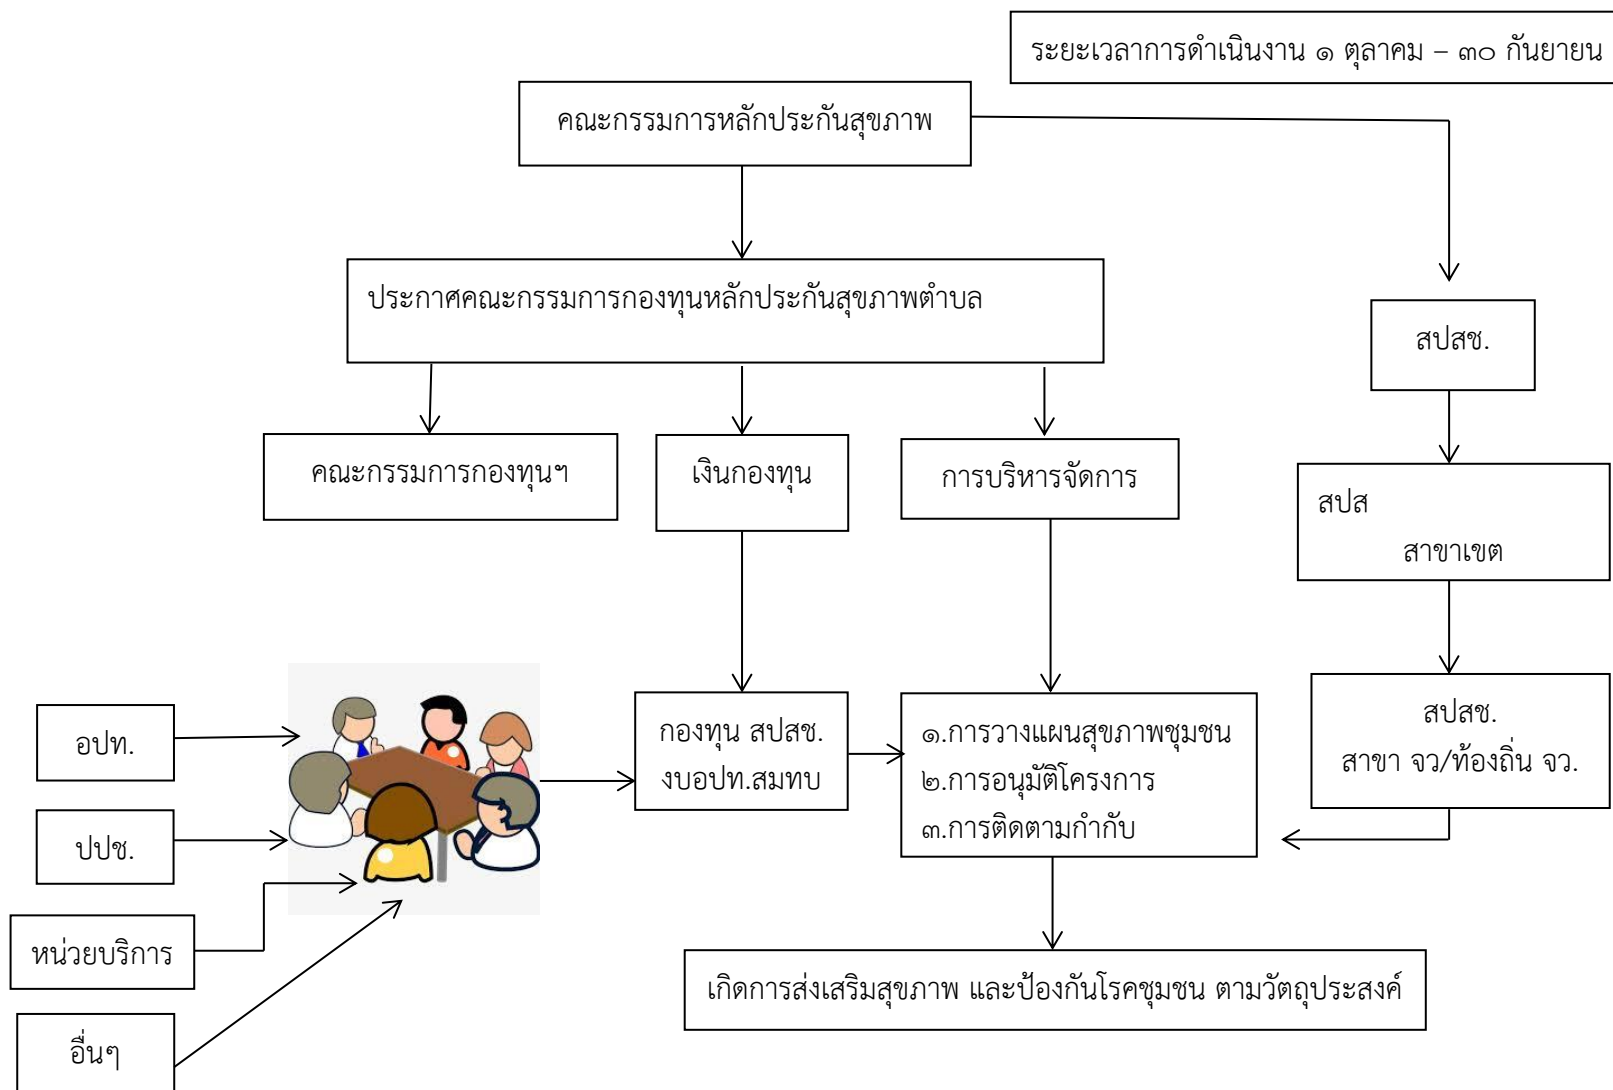 ระยะเวลาการดำเนินงาน ๑ ตุลาคม – ๓๐ กันยายน
คณะกรรมการหลักประกันสุขภาพ
ประกาศคณะกรรมการกองทุนหลักประกันสุขภาพตำบล
สปสช.
คณะกรรมการกองทุนฯ
เงินกองทุน
การบริหารจัดการ
สปส
สาขาเขต
อปท.
ปปช.
หน่วยบริการ
อื่นๆ
กองทุน สปสช.
งบอปท.สมทบ
๑.การวางแผนสุขภาพชุมชน
๒.การอนุมัติโครงการ
๓.การติดตามกำกับ
สปสช.
สาขา จว/ท้องถิ่น จว.
เกิดการส่งเสริมสุขภาพ และป้องกันโรคชุมชน ตามวัตถุประสงค์